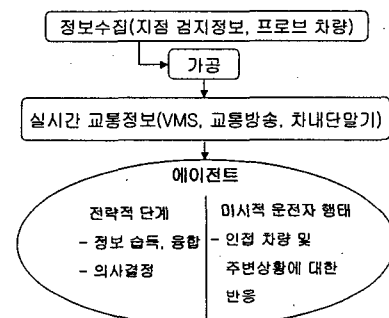 정보수집(지점 검지정보, 프로브 차량)
가공
실시간 교통정보(VMS, 교통방송, 차내단말기)
에이전트
전략적 단계
- 정보 습득, 융합
- 의사결정
미시적 운전자 행태
- 인접 차량 및
주변상황에 대한
반응